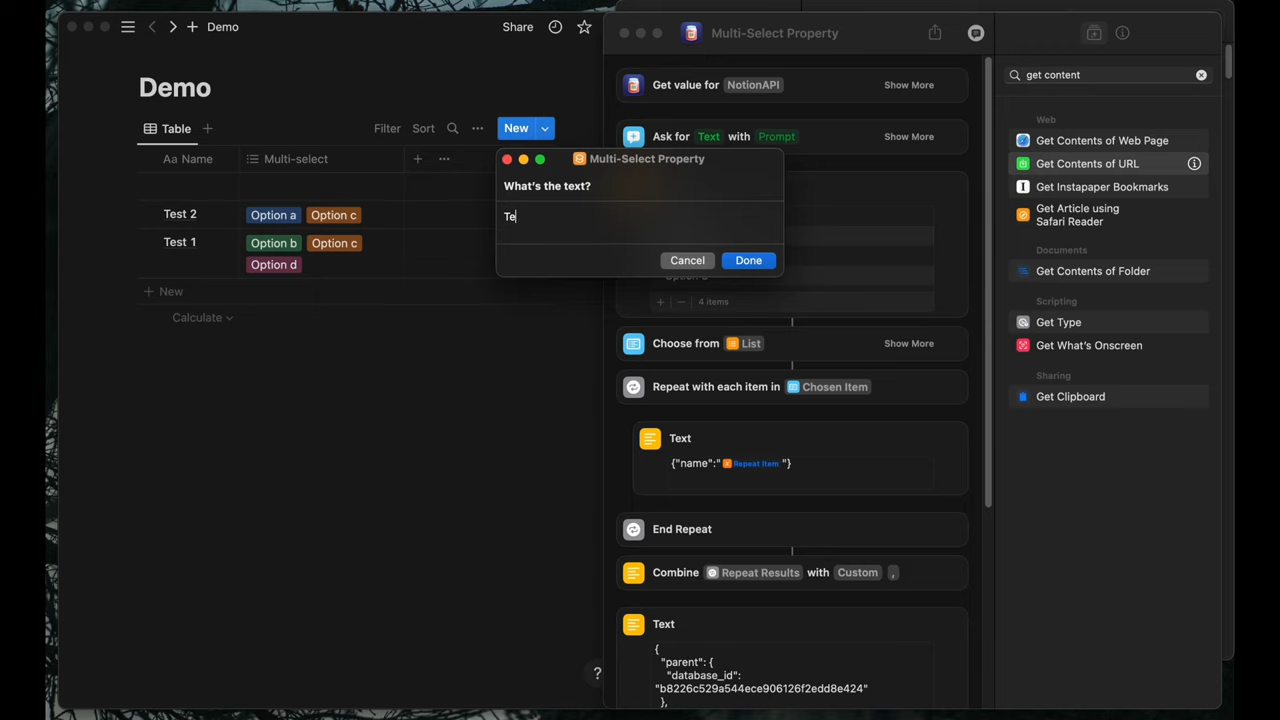 Demo
Share
Demo
Table
Filter
Sort
New
Aa Name
Multi-select
Test 2
Option a
Option c
Test 1
Option b
Option c
Option d
New
Calculate
?
Multi-Select Property
Get value for NotionAPI
Show More
Ask for Text with Prompt
Show More
Multi-Select Property
What's the text?
Te
Cancel
Done
4 items
Choose from List
Show More
Repeat with each item in Chosen Item
Text
{"name":" Repeat Item "}
End Repeat
Combine Repeat Results with Custom ,
Text
{
"parent": {
"database_id":
"b8226c529a544ece906126f2edd8e424"
},
get content
Web
Get Contents of Web Page
Get Contents of URL
Get Instapaper Bookmarks
Get Article using
Safari Reader
Documents
Get Contents of Folder
Scripting
Get Type
Get What's Onscreen
Sharing
Get Clipboard